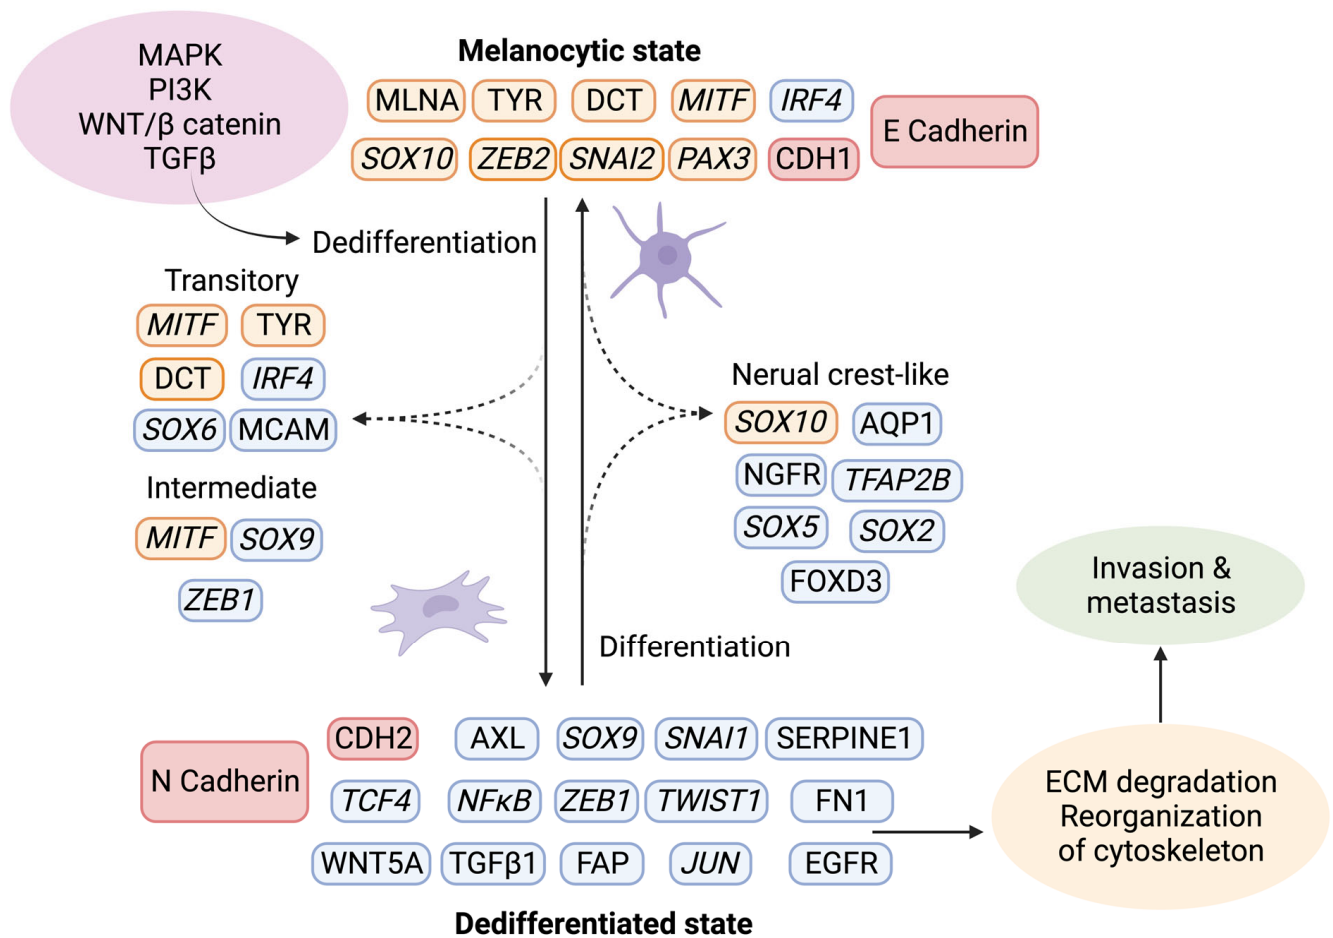 MAPK
PI3K
WNT/β catenin
TGFβ
Melanocytic state
MLNA TYR DCT MITF IRF4
E Cadherin
SOX10 ZEB2 SNAI2 PAX3 CDH1
Dedifferentiation
Transitory
MITF TYR
DCT IRF4
SOX6 MCAM
Intermediate
MITF SOX9
ZEB1
Nerual crest-like
SOX10 AQP1
NGFR TFAP2B
SOX5 SOX2
FOXD3
Differentiation
Invasion &
metastasis
N Cadherin
CDH2 AXL SOX9 SNAI1 SERPINE1
TCF4 NFκB ZEB1 TWIST1 FN1
WNT5A TGFβ1 FAP JUN EGFR
ECM degradation
Reorganization
of cytoskeleton
Dedifferentiated state